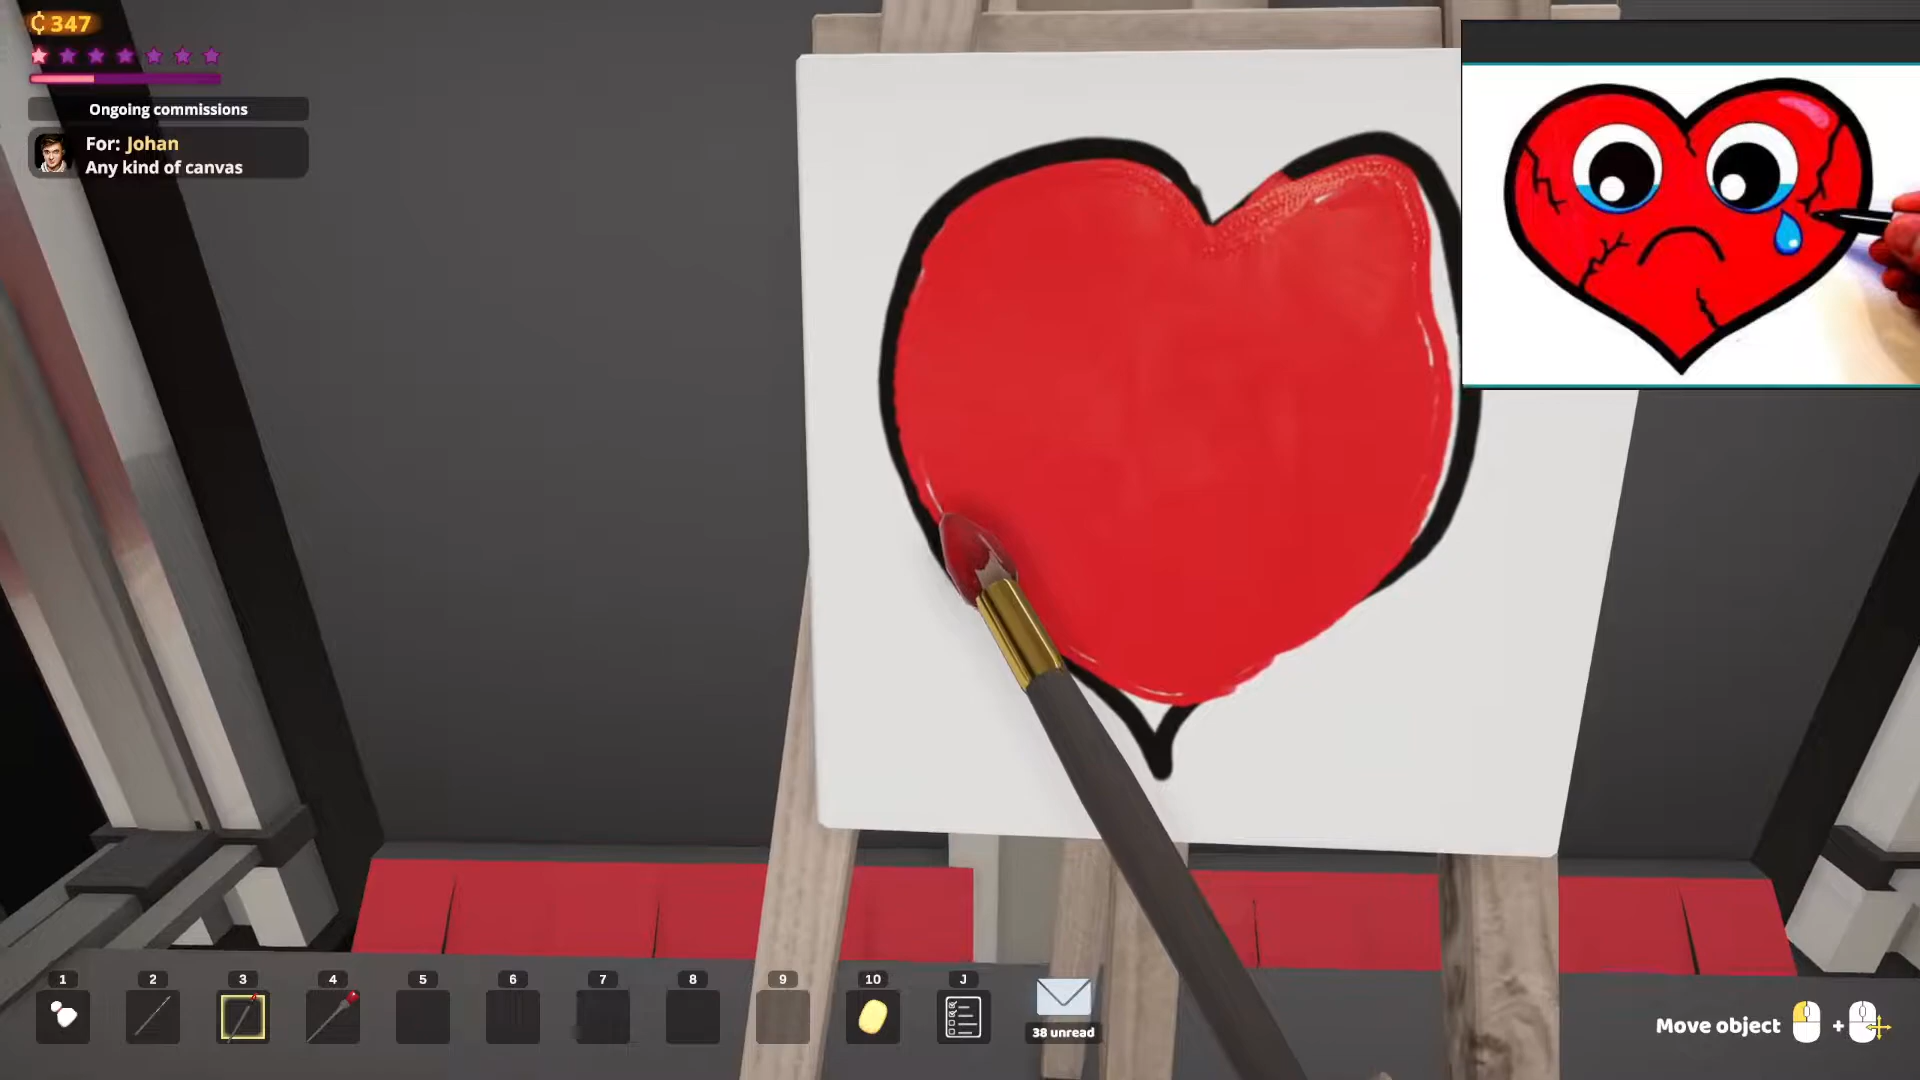 ₵ 347
Ongoing commissions
For: Johan
Any kind of canvas
1 2 3 4 5 6 7 8 9 10 J
38 unread
Move object +